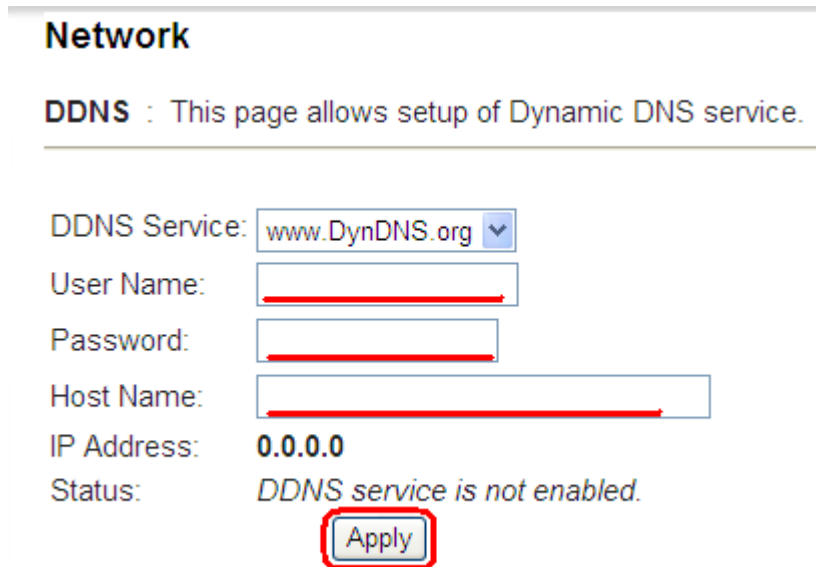 Network
DDNS : This page allows setup of Dynamic DNS service.
DDNS Service: www.DynDNS.org
User Name:
Password:
Host Name:
IP Address: 0.0.0.0
Status: DDNS service is not enabled.
Apply